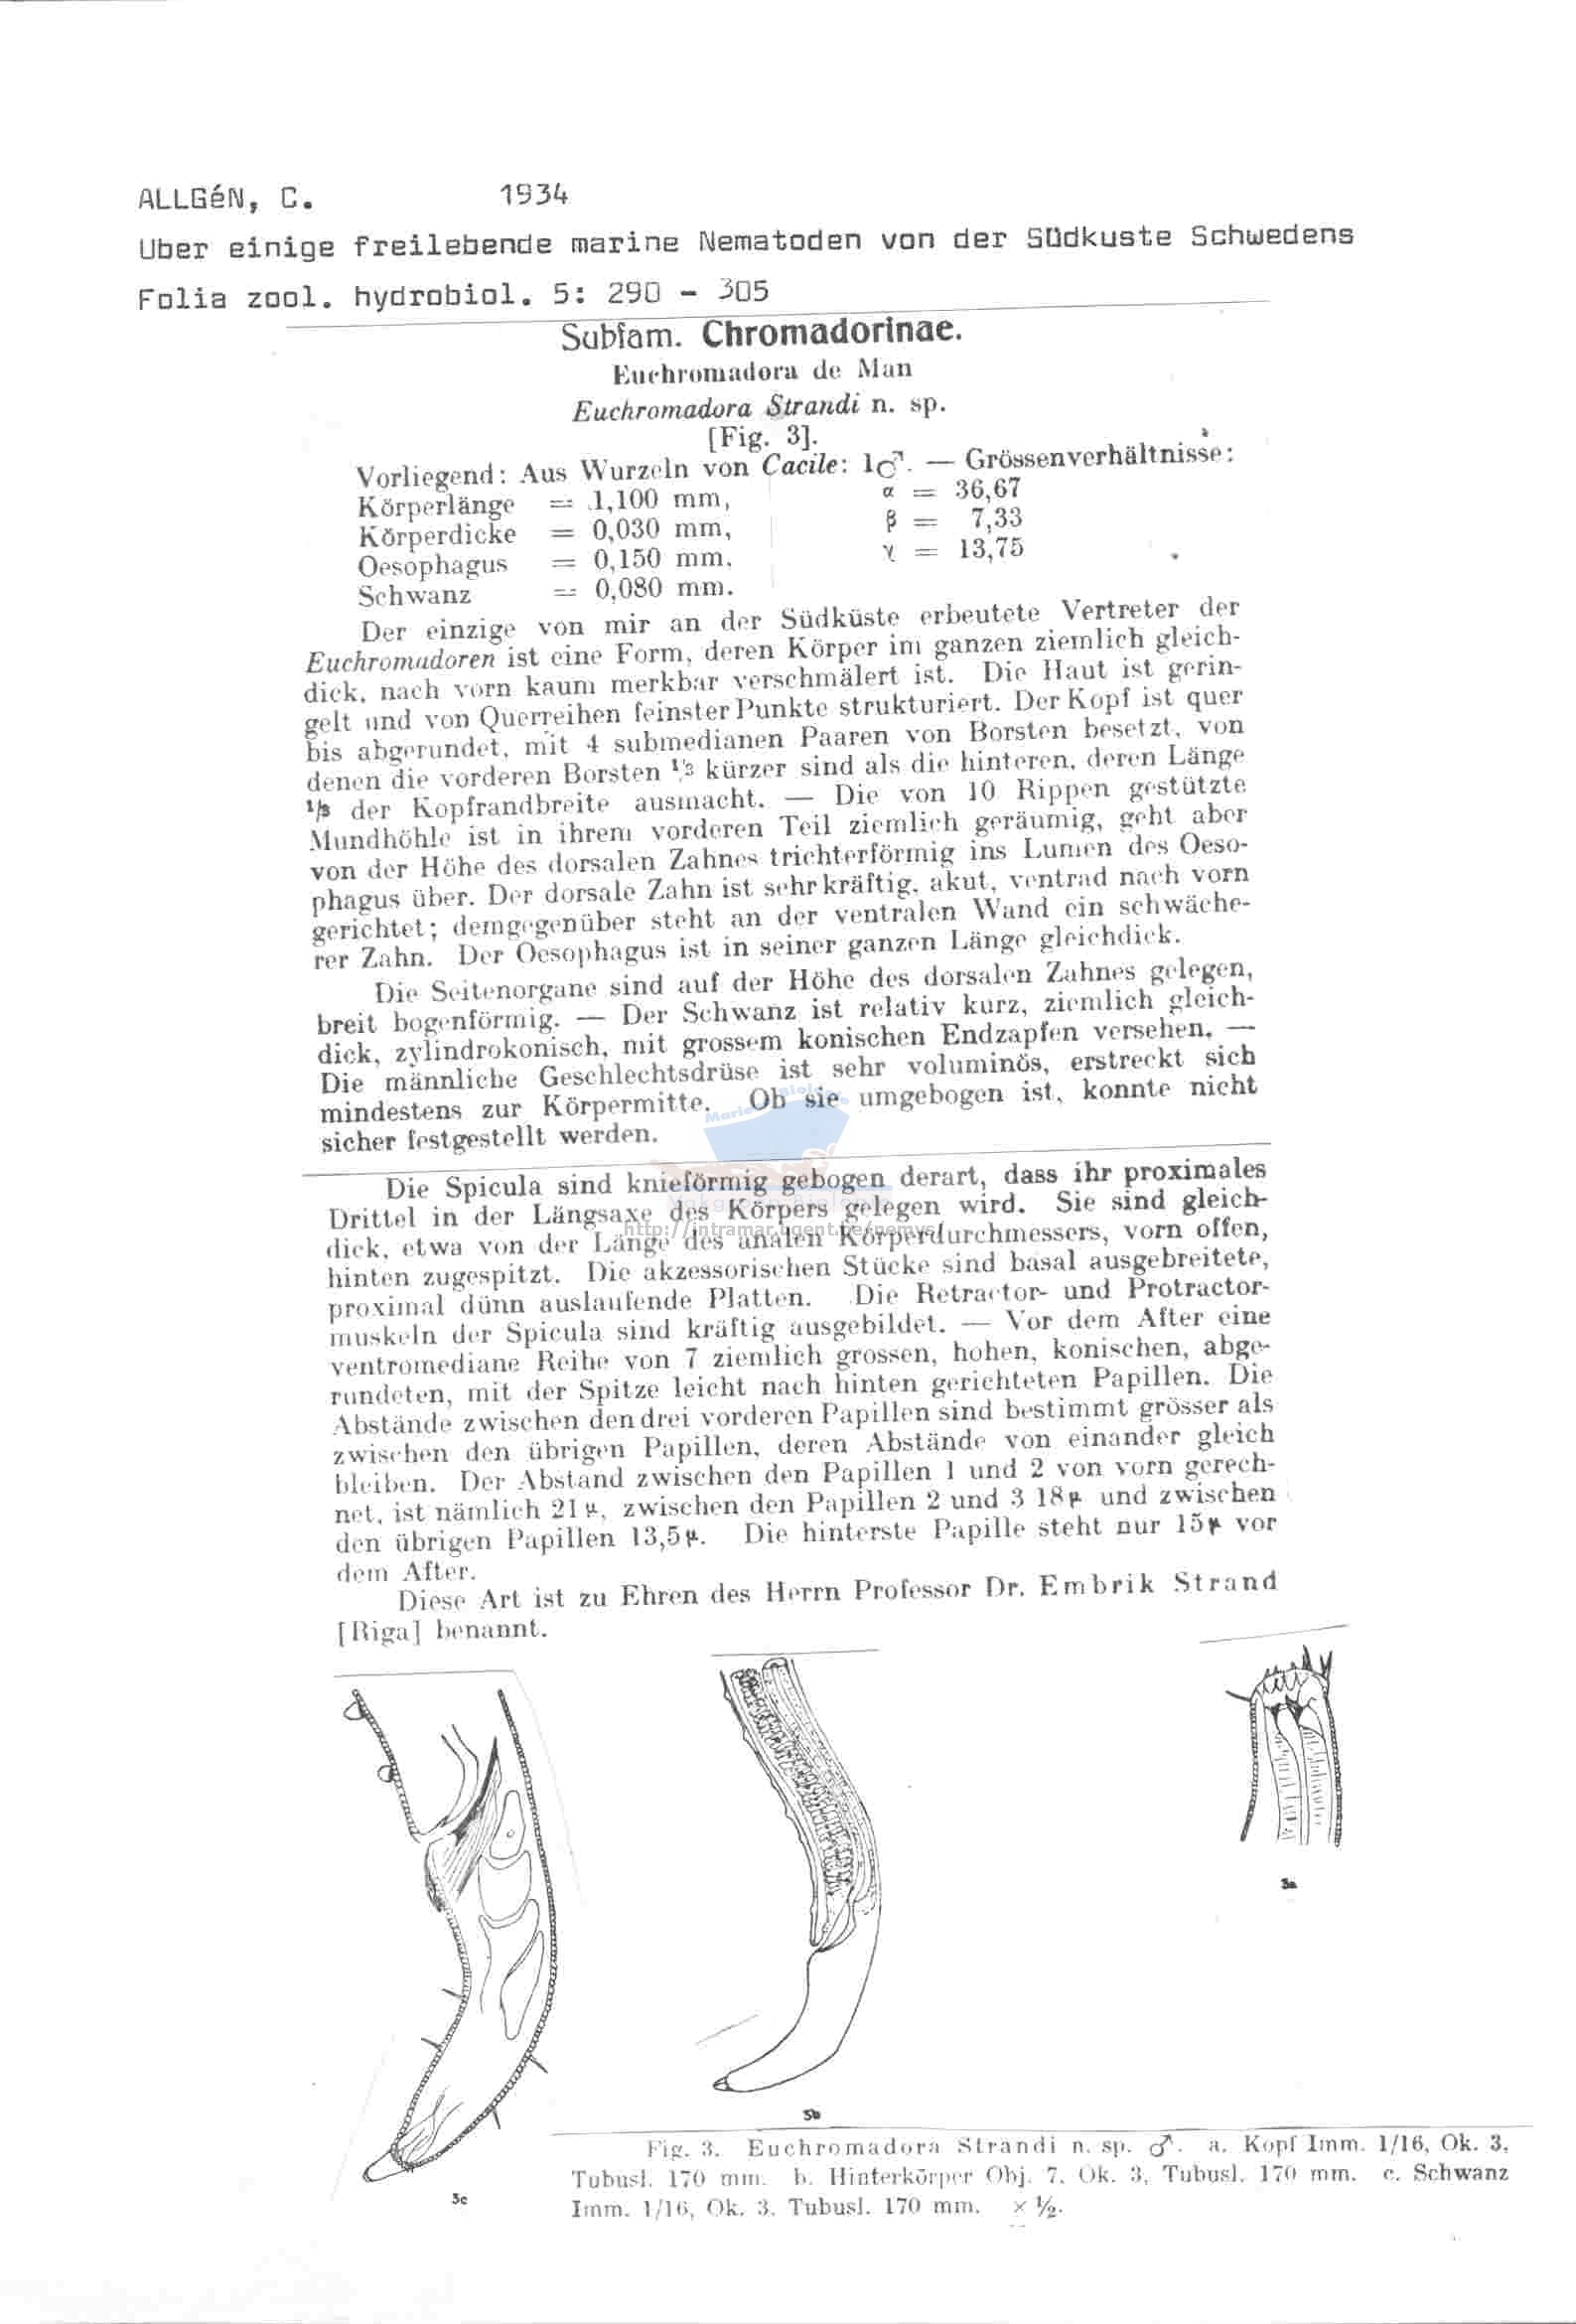 ALLGéN, C. 1934
Uber einige freilebende marine Nematoden von der Südkuste Schwedens
Folia zool. hydrobiol. 5: 290 - 305
Subfam. Chromadorinae.
Euchromadora de Man
Euchromadora Strandi n. sp.
[Fig. 3].
Vorliegend: Aus Wurzeln von Cacile: 1♂. — Grössenverhältnisse:
Körperlänge = 1,100 mm, α = 36,67
Körperdicke = 0,030 mm, β = 7,33
Oesophagus = 0,150 mm, γ = 13,75
Schwanz = 0,080 mm.
Der einzige von mir an der Südküste erbeutete Vertreter der
Euchromadoren ist eine Form, deren Körper im ganzen ziemlich gleich-
dick, nach vorn kaum merkbar verschmälert ist. Die Haut ist gerin-
gelt und von Querreihen feinster Punkte strukturiert. Der Kopf ist quer
bis abgerundet, mit 4 submedianen Paaren von Borsten besetzt, von
denen die vorderen Borsten 1/3 kürzer sind als die hinteren, deren Länge
1/3 der Kopfrandbreite ausmacht. — Die von 10 Rippen gestützte
Mundhöhle ist in ihrem vorderen Teil ziemlich geräumig, geht aber
von der Höhe des dorsalen Zahnes trichterförmig ins Lumen des Oeso-
phagus über. Der dorsale Zahn ist sehr kräftig, akut, ventrad nach vorn
gerichtet; demgegenüber steht an der ventralen Wand ein schwäche-
rer Zahn. Der Oesophagus ist in seiner ganzen Länge gleichdick.
Die Seitenorgane sind auf der Höhe des dorsalen Zahnes gelegen,
breit bogenförmig. — Der Schwanz ist relativ kurz, ziemlich gleich-
dick, zylindrokonisch, mit grossem konischen Endzapfen versehen. —
Die männliche Geschlechtsdrüse ist sehr voluminös, erstreckt sich
mindestens zur Körpermitte. Ob sie umgebogen ist, konnte nicht
sicher festgestellt werden.
Die Spicula sind knieförmig gebogen derart, dass ihr proximales
Drittel in der Längsaxe des Körpers gelegen wird. Sie sind gleich-
dick, etwa von der Länge des analen Körperdurchmessers, vorn offen,
hinten zugespitzt. Die akzessorischen Stücke sind basal ausgebreitete,
proximal dünn auslaufende Platten. Die Retractor- und Protractor-
muskeln der Spicula sind kräftig ausgebildet. — Vor dem After eine
ventromediane Reihe von 7 ziemlich grossen, hohen, konischen, abge-
rundeten, mit der Spitze leicht nach hinten gerichteten Papillen. Die
Abstände zwischen den drei vorderen Papillen sind bestimmt grösser als
zwischen den übrigen Papillen, deren Abstände von einander gleich
bleiben. Der Abstand zwischen den Papillen 1 und 2 von vorn gerech-
net, ist nämlich 21 µ, zwischen den Papillen 2 und 3 18 µ und zwischen
den übrigen Papillen 13,5 µ. Die hinterste Papille steht nur 15 µ vor
dem After.
Diese Art ist zu Ehren des Herrn Professor Dr. Embrik Strand
[Riga] benannt.
3a
3b
3c
Fig. 3. Euchromadora Strandi n. sp. ♂. a. Kopf Imm. 1/16, Ok. 3,
Tubusl. 170 mm. b. Hinterkörper Obj. 7, Ok. 3, Tubusl. 170 mm. c. Schwanz
Imm. 1/16, Ok. 3, Tubusl. 170 mm. × ½.